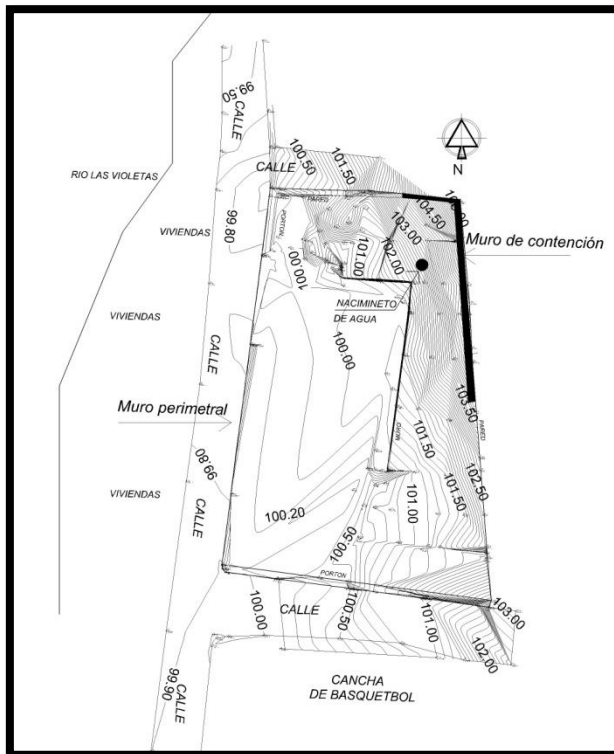 99.50
CALLE
CALLE
100.50
101.50
N
RIO LAS VIOLETAS
PARED
104.50
PORTON
VIVIENDAS
99.80
103.00
Muro de contención
101.00
102.00
100.00
NACIMINETO
DE AGUA
VIVIENDAS
100.00
CALLE
103.50
Muro perimetral
PARED
101.50
MURO
99.80
102.50
101.50
VIVIENDAS
101.00
100.20
CALLE
100.50
PORTON
100.00
CALLE
100.50
101.00
103.00
102.00
99.90
CALLE
CANCHA
DE BASQUETBOL